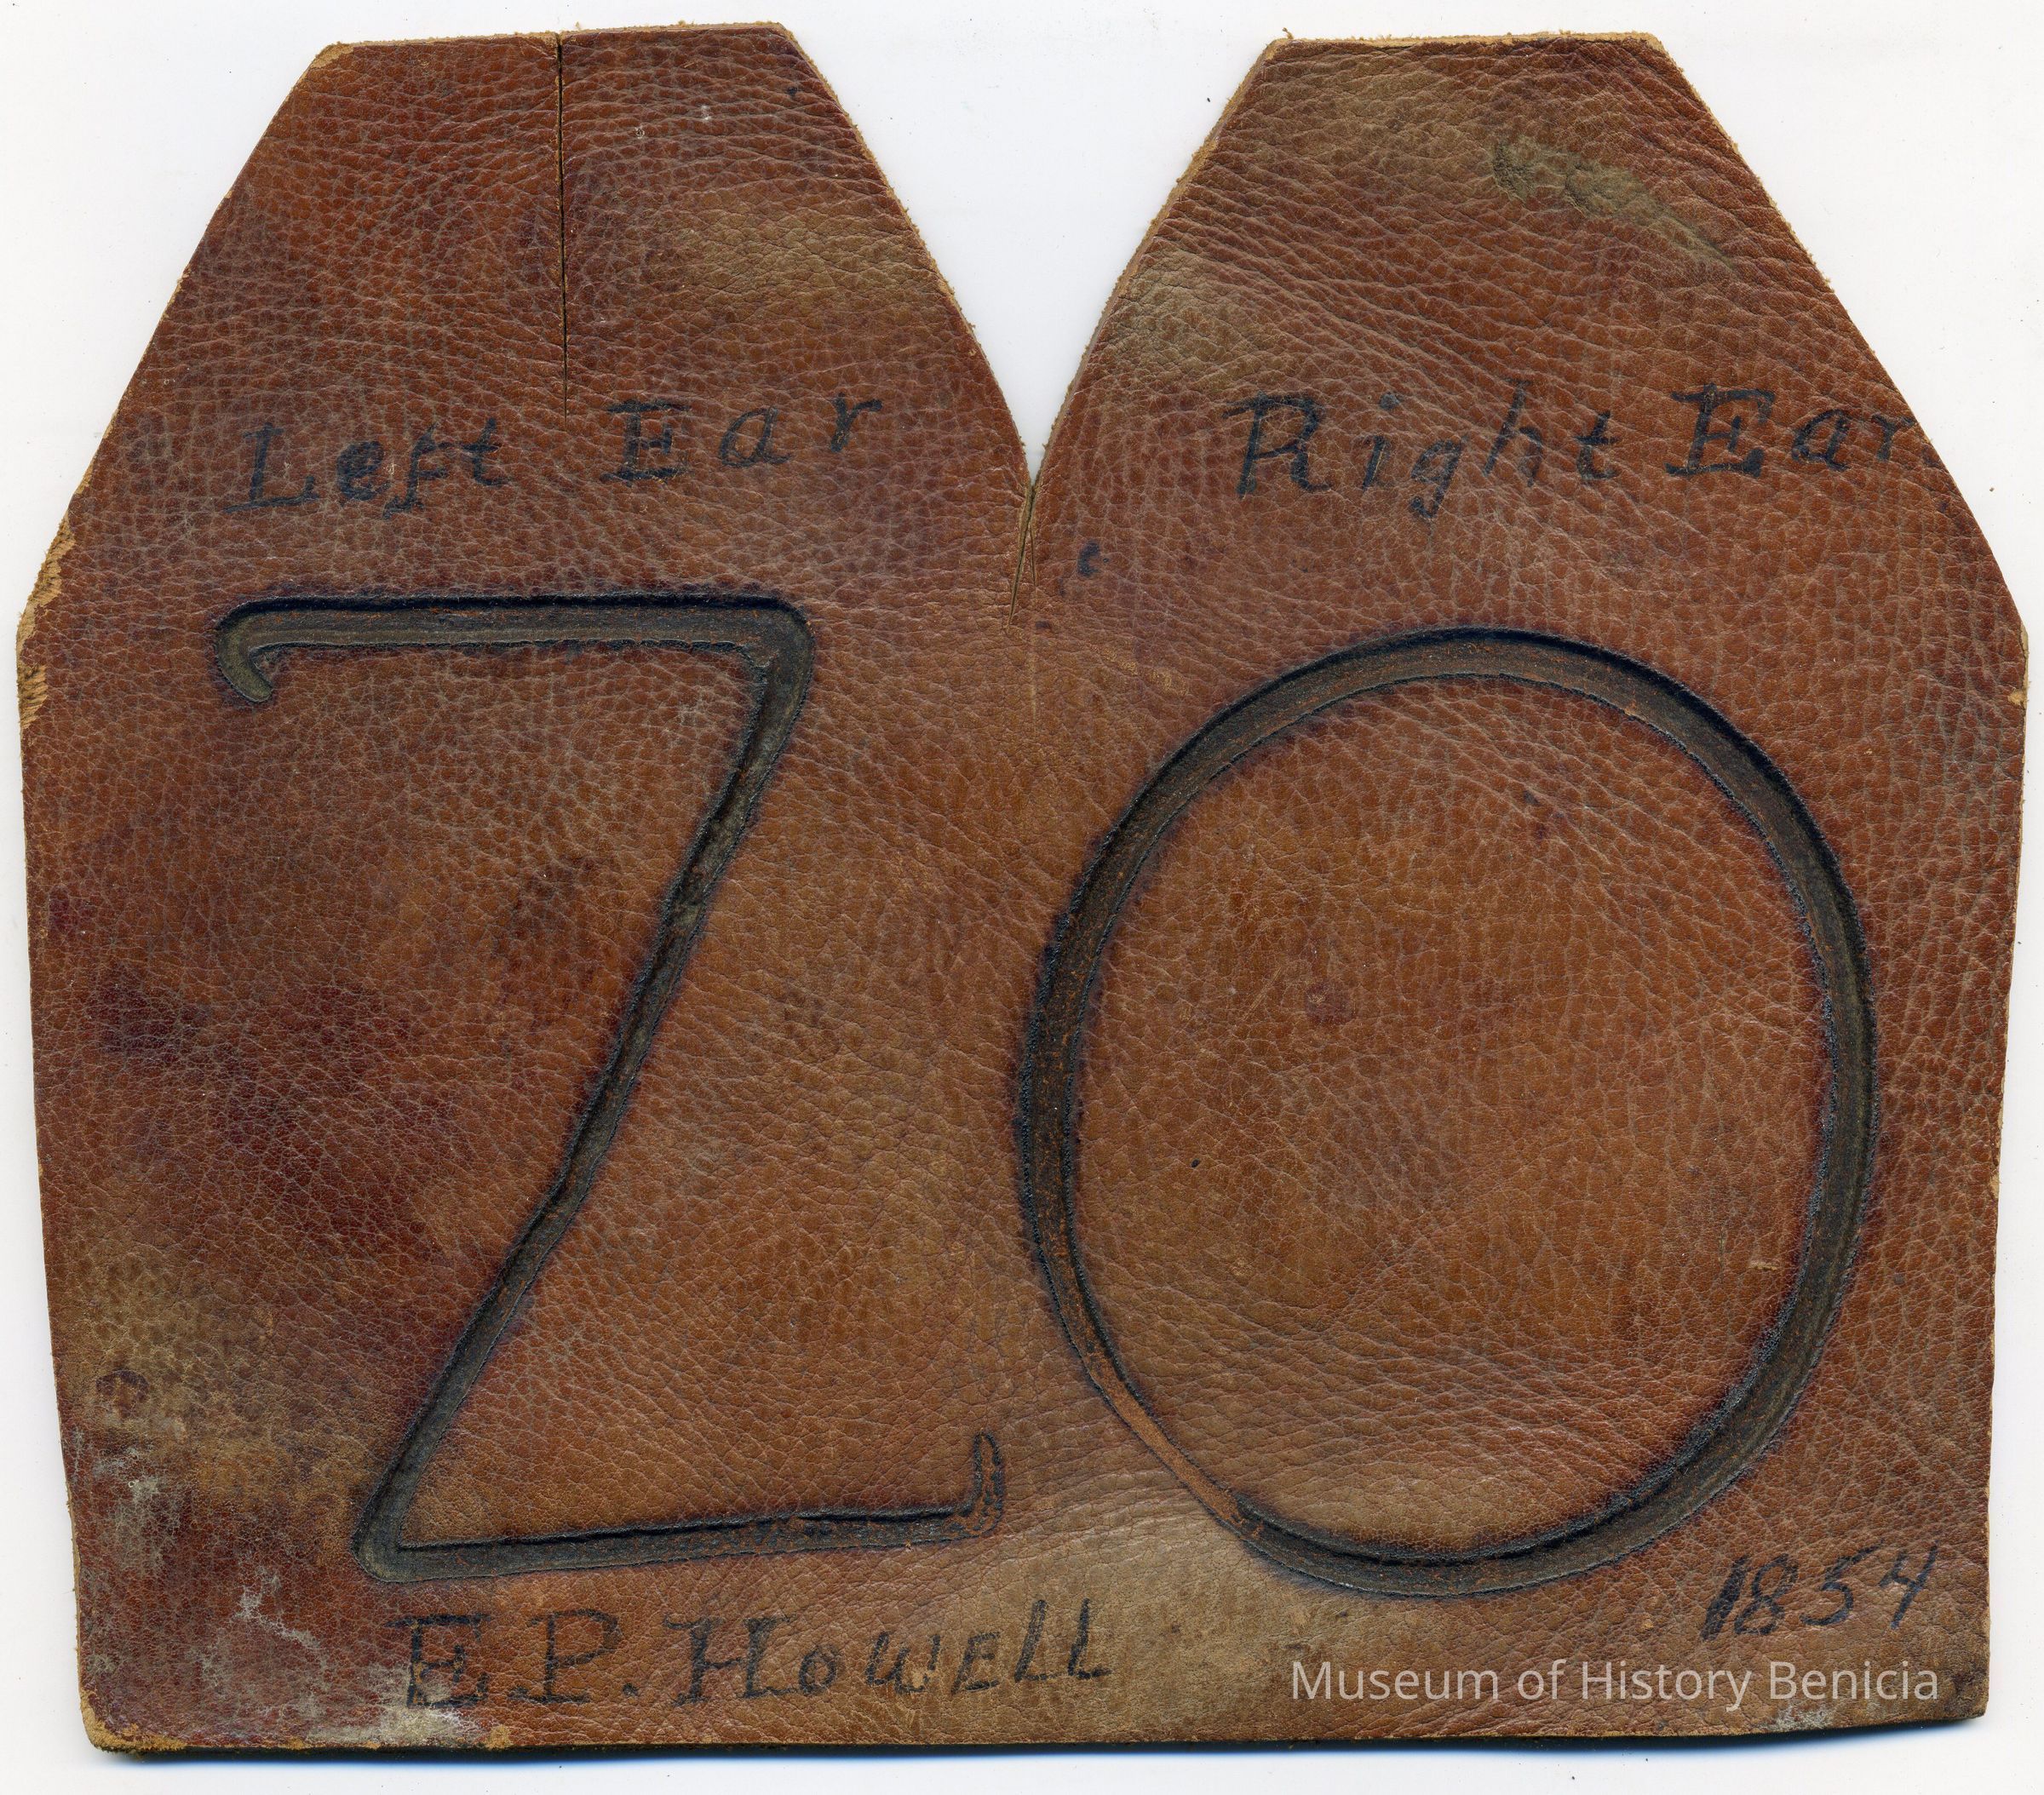 Left Ear
Right Ear.
ZO
1854
E.P. HowELL
Museum of History Benicia